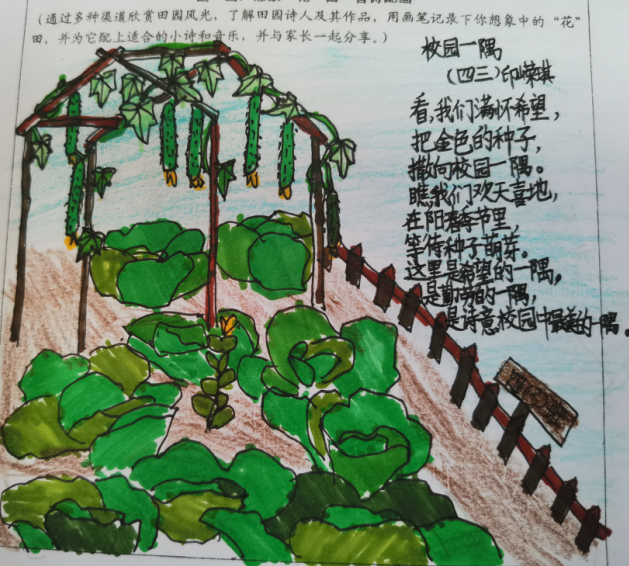 （通过多种渠道欣赏田园风光，了解田园诗人及其作品，用画笔记录下你想象中的“花”
田，并为它配上适合的小诗和音乐，并与家长一起分享。）
校园一隅
（四三）印嵘祺
看，我们满怀希望，
把金色的种子，
撒向校园一隅。
瞧我们欢天喜地，
在阳春季节里，
等待种子萌芽。
这里是希望的一隅，
是勤劳的一隅，
是诗意校园中最美的一隅。